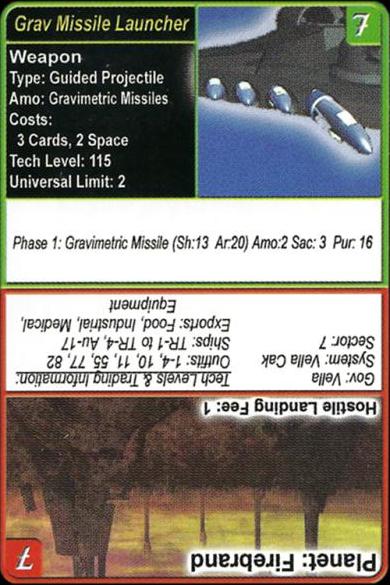 Grav Missile Launcher
7
Weapon
Type: Guided Projectile
Amo: Gravimetric Missiles
Costs:
3 Cards, 2 Space
Tech Level: 115
Universal Limit: 2
Phase 1: Gravimetric Missile (Sh:13 Ar:20) Amo:2 Sac: 3 Pur: 16
Planet: Firebrand
7
Hostile Landing Fee: 1
Gov: Vella
System: Vella Cak
Sector: 7
Tech Levels & Trading Information:
Outfits: 1-4, 10, 11, 55, 77, 82
Ships: TR-1 to TR-4, Au-17
Exports: Food, Industrial, Medical,
Equipment